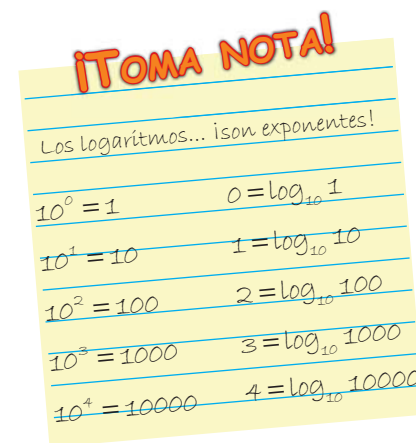 ¡TOMA NOTA!
Los logaritmos... ¡son exponentes!
10⁰ = 1 0 = log₁₀ 1
10¹ = 10 1 = log₁₀ 10
10² = 100 2 = log₁₀ 100
10³ = 1000 3 = log₁₀ 1000
10⁴ = 10000 4 = log₁₀ 10000